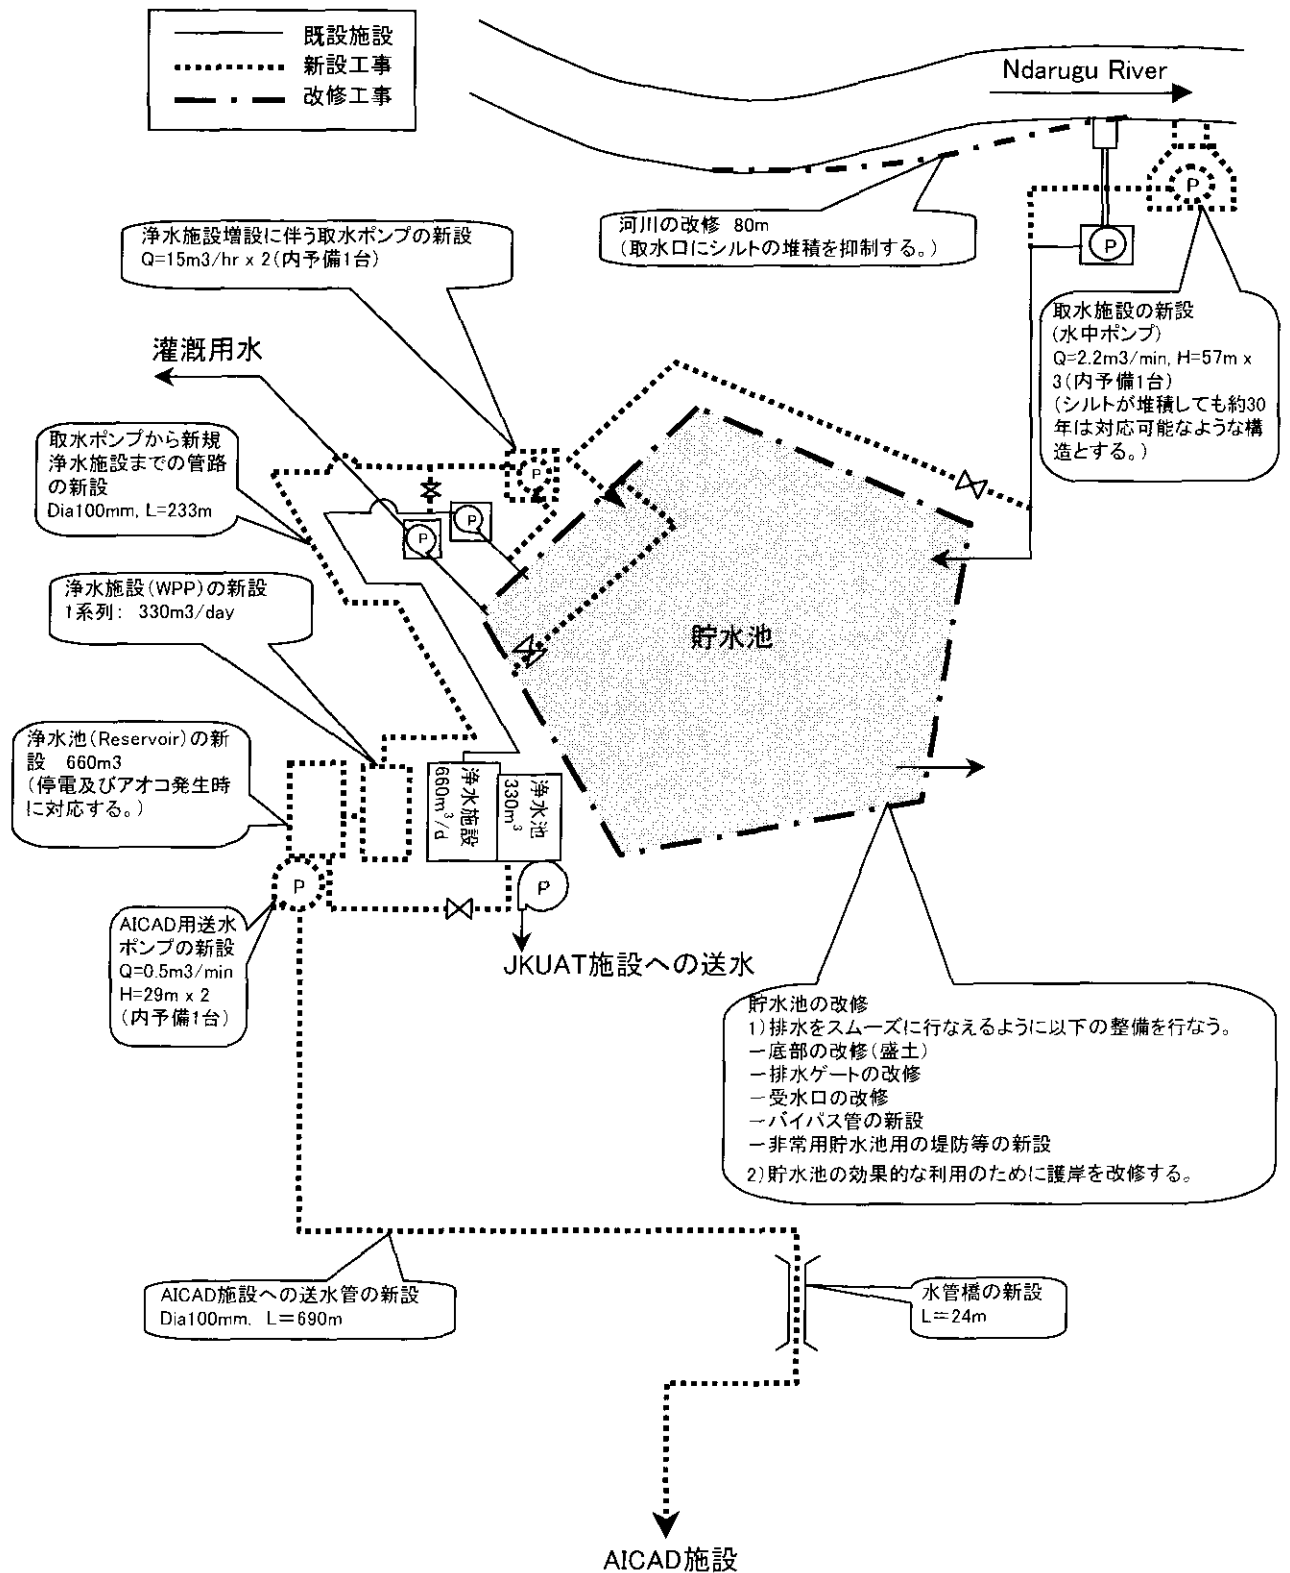 既設施設
新設工事
改修工事
Ndarugu River
浄水施設増設に伴う取水ポンプの新設
Q=15m3/hr x 2(内予備1台)
河川の改修 80m
(取水口にシルトの堆積を抑制する。)
P
P
取水施設の新設
(水中ポンプ)
Q=2.2m3/min, H=57m x
3(内予備1台)
(シルトが堆積しても約30
年は対応可能なような構
造とする。)
灌漑用水
取水ポンプから新規
浄水施設までの管路
の新設
Dia100mm, L=233m
P
P
P
浄水施設(WPP)の新設
1系列: 330m3/day
貯水池
浄水池(Reservoir)の新
設 660m3
(停電及びアオコ発生時
に対応する。)
浄水施設
660m³/d
浄水池
330m³
P
P
AICAD用送水
ポンプの新設
Q=0.5m3/min
H=29m x 2
(内予備1台)
JKUAT施設への送水
貯水池の改修
1)排水をスムーズに行なえるように以下の整備を行なう。
ー底部の改修(盛土)
ー排水ゲートの改修
ー受水口の改修
ーバイパス管の新設
ー非常用貯水池用の堤防等の新設
2)貯水池の効果的な利用のために護岸を改修する。
AICAD施設への送水管の新設
Dia100mm. L=690m
水管橋の新設
L=24m
AICAD施設